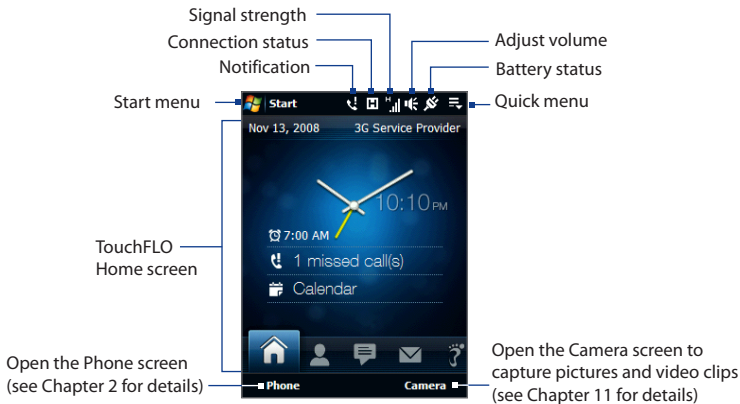 Signal strength
Connection status
Notification
Adjust volume
Battery status
Start menu
Quick menu
Start
H
H
Nov 13, 2008
3G Service Provider
10:10 PM
7:00 AM
1 missed call(s)
Calendar
TouchFLO
Home screen
Open the Phone screen
(see Chapter 2 for details)
Phone
Camera
Open the Camera screen to
capture pictures and video clips
(see Chapter 11 for details)